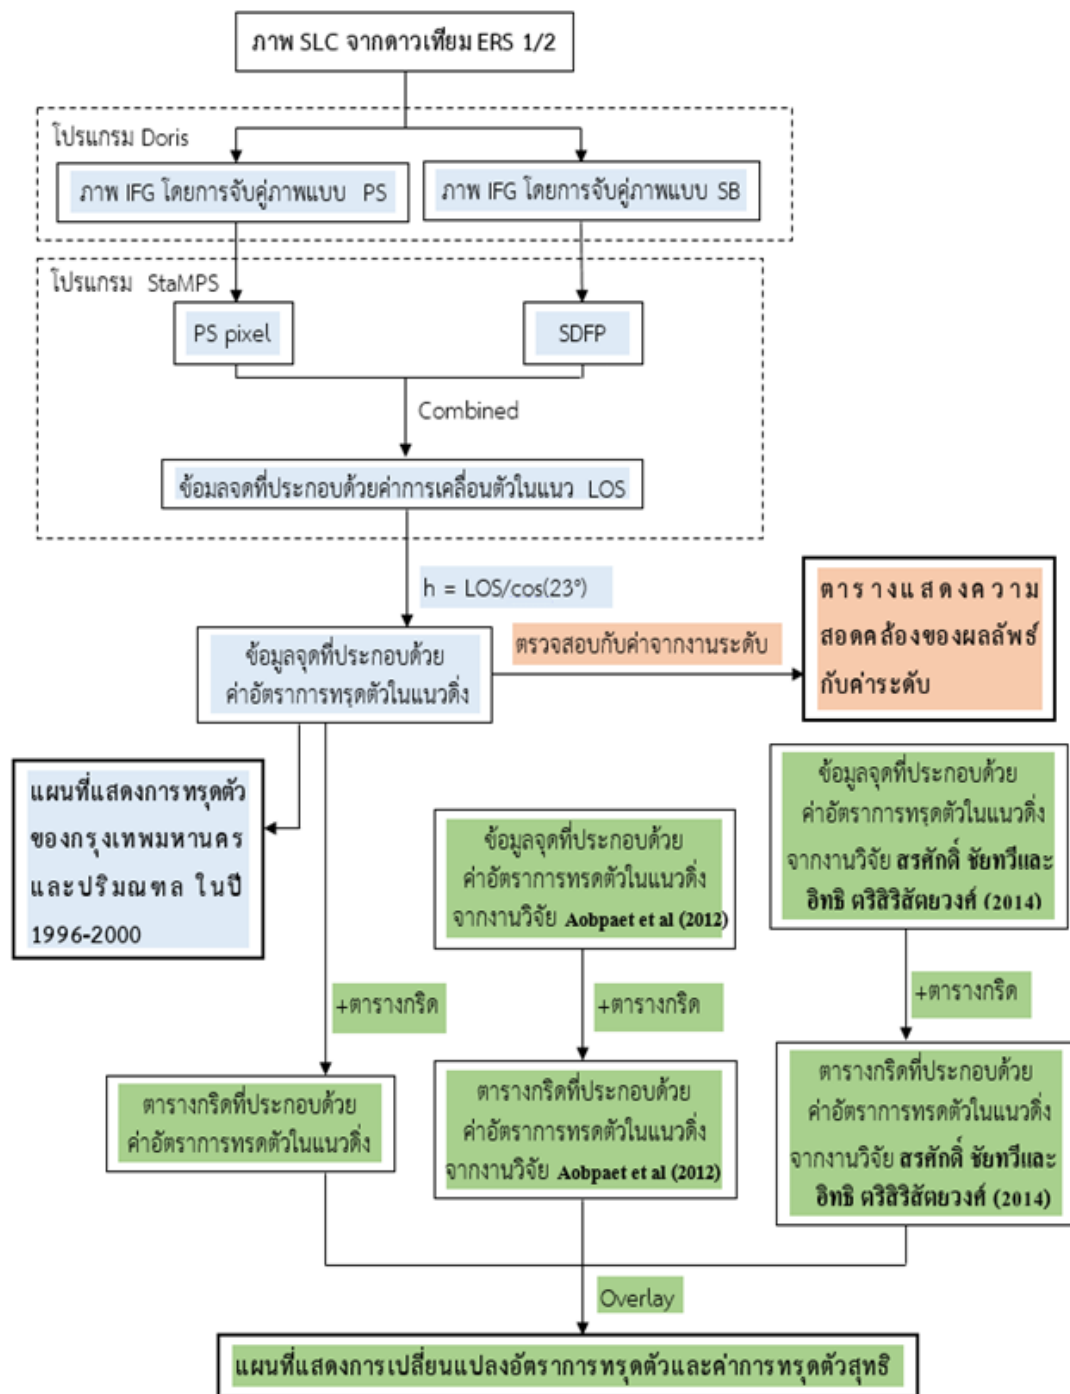 ภาพ SLC จากดาวเทียม ERS 1/2
โปรแกรม Doris
ภาพ IFG โดยการจับคู่ภาพแบบ PS
ภาพ IFG โดยการจับคู่ภาพแบบ SB
โปรแกรม StaMPS
PS pixel
SDFP
Combined
ข้อมลจดที่ประกอบด้วยค่าการเคลื่อนตัวในแนว LOS
h = LOS/cos(23°)
ข้อมูลจุดที่ประกอบด้วย
ค่าอัตราการทรุดตัวในแนวดิ่ง
ตรวจสอบกับค่าจากงานระดับ
ตารางแสดงความ
สอดคล้องของผลลัพธ์
กับค่าระดับ
แผนที่แสดงการทรุดตัว
ของกรุงเทพมหานคร
และปริมณฑล ในปี
1996-2000
ข้อมูลจุดที่ประกอบด้วย
ค่าอัตราการทรดตัวในแนวดิ่ง
จากงานวิจัย Aobpaet et al (2012)
ข้อมูลจุดที่ประกอบด้วย
ค่าอัตราการทรุดตัวในแนวดิ่ง
จากงานวิจัย สรศักดิ์ ชัยทวีและ
อิทธิ ตริสิริสัตยวงศ์ (2014)
+ตารางกริด
+ตารางกริด
+ตารางกริด
ตารางกริดที่ประกอบด้วย
ค่าอัตราการทรดตัวในแนวดิ่ง
ตารางกริดที่ประกอบด้วย
ค่าอัตราการทรดตัวในแนวดิ่ง
จากงานวิจัย Aobpaet et al (2012)
ตารางกริดที่ประกอบด้วย
ค่าอัตราการทรดตัวในแนวดิ่ง
จากงานวิจัย สรศักดิ์ ชัยทวีและ
อิทธิ ตริสิริสัตยวงศ์ (2014)
Overlay
แผนที่แสดงการเปลี่ยนแปลงอัตราการทรุดตัวและค่าการทรุดตัวสุทธิ